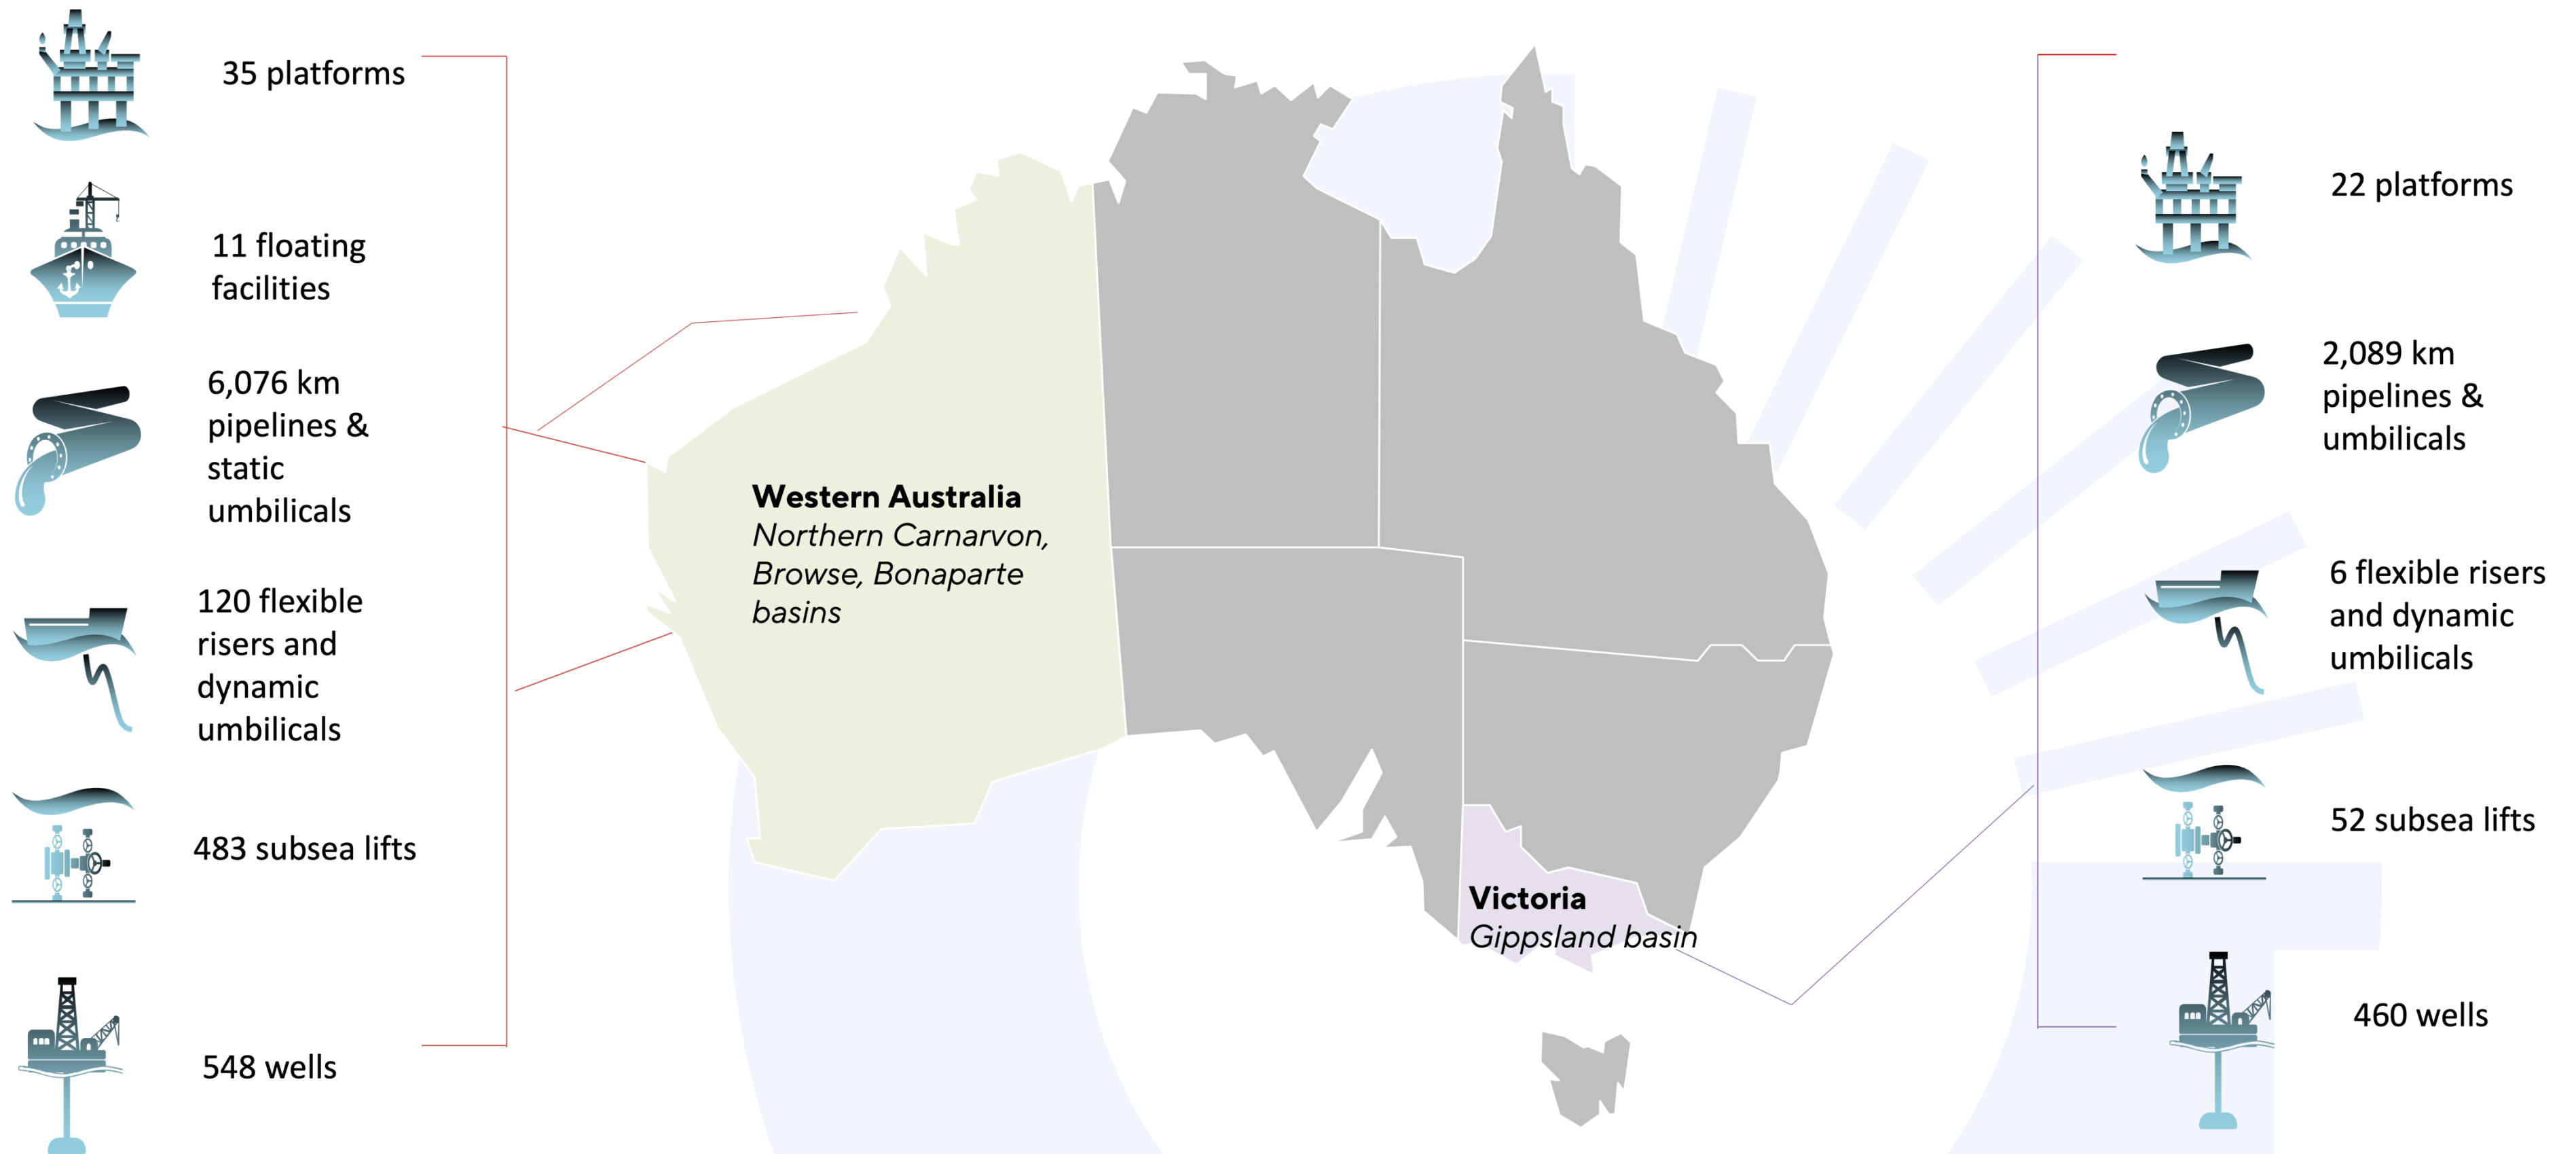 35 platforms
11 floating
facilities
6,076 km
pipelines &
static
umbilicals
120 flexible
risers and
dynamic
umbilicals
483 subsea lifts
548 wells
Western Australia
Northern Carnarvon,
Browse, Bonaparte
basins
Victoria
Gippsland basin
22 platforms
2,089 km
pipelines &
umbilicals
6 flexible risers
and dynamic
umbilicals
52 subsea lifts
460 wells